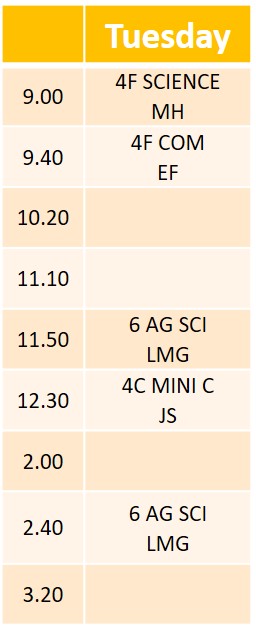 Tuesday
9.00
4F SCIENCE
MH
9.40
4F COM
EF
10.20
11.10
11.50
6 AG SCI
LMG
12.30
4C MINI C
JS
2.00
2.40
6 AG SCI
LMG
3.20